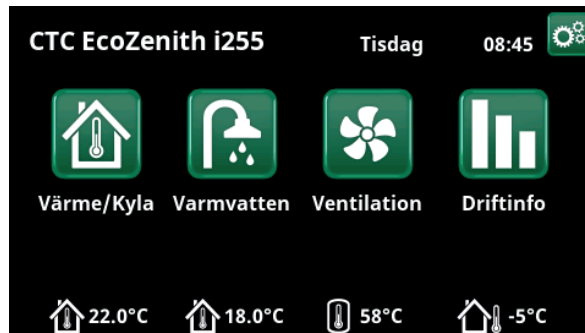 CTC EcoZenith i255 Tisdag 08:45
Värme/Kyla Varmvatten Ventilation Driftinfo
22.0°C 18.0°C 58°C -5°C